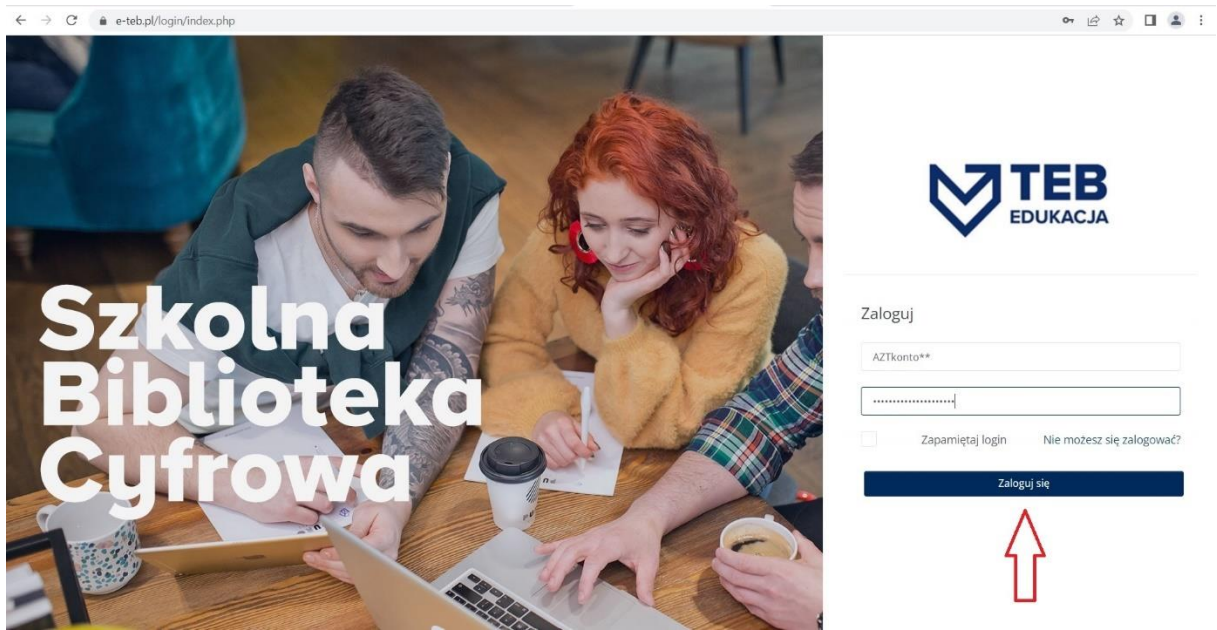 e-teb.pl/login/index.php
Szkolna
Biblioteka
Cyfrowa
TEB
EDUKACJA
Zaloguj
AZTkonto**
•••••••••••••••••••••
Zapamiętaj login Nie możesz się zalogować?
Zaloguj się